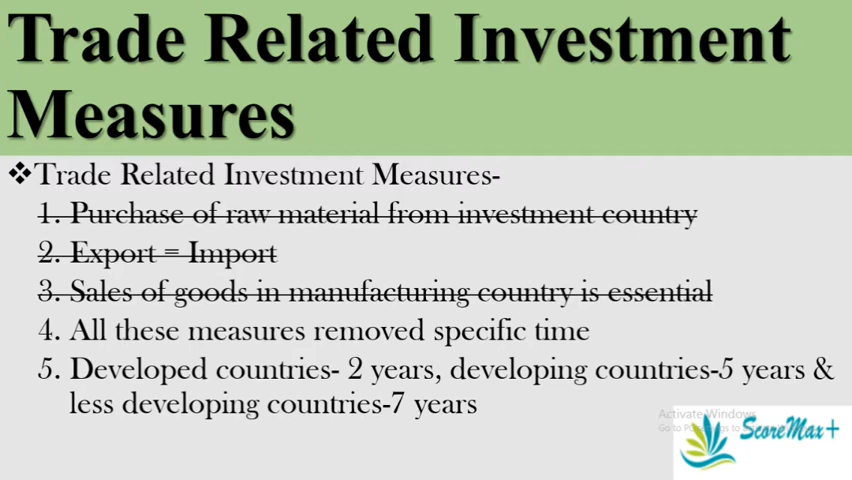 Trade Related Investment
Measures
❖Trade Related Investment Measures-
1. Purchase of raw material from investment country
2. Export = Import
3. Sales of goods in manufacturing country is essential
4. All these measures removed specific time
5. Developed countries- 2 years, developing countries-5 years &
less developing countries-7 years
Activate Windows
Go to
ScoreMax+